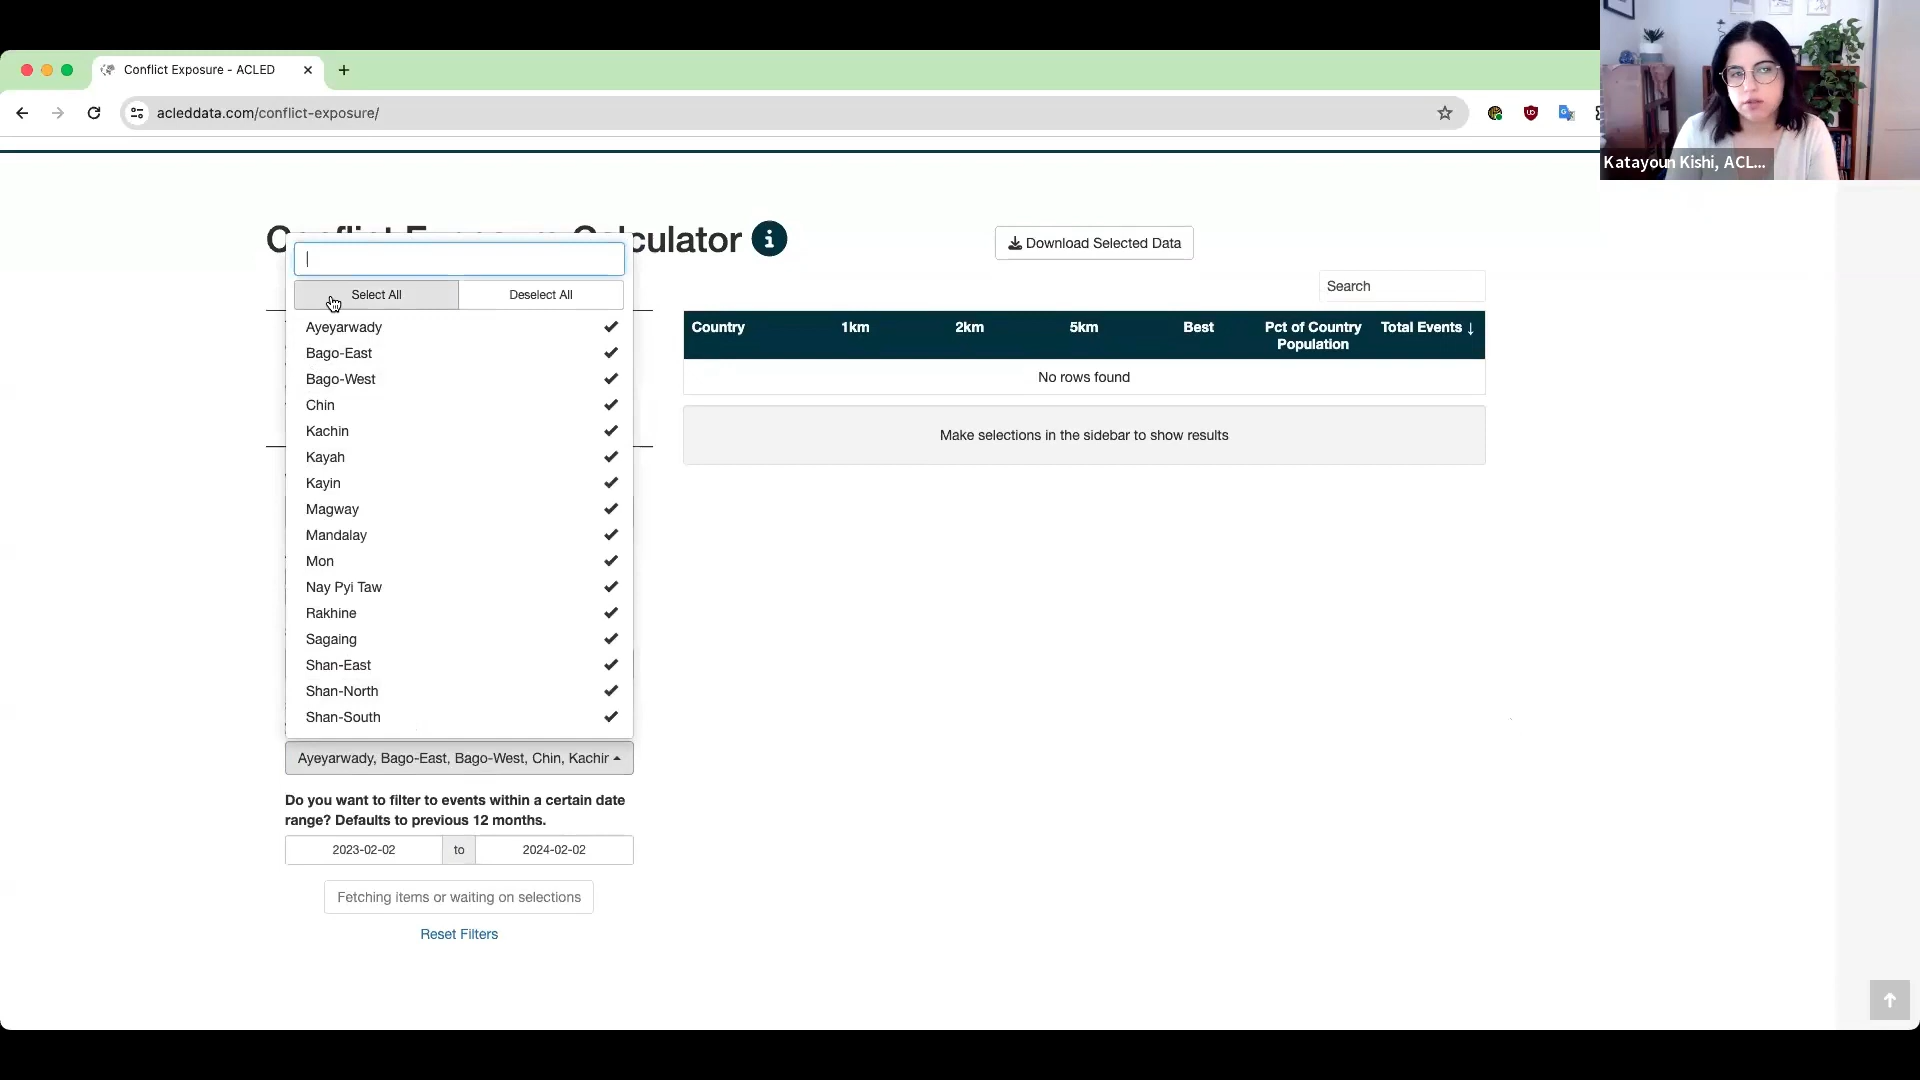 Conflict Exposure - ACLED
acleddata.com/conflict-exposure/
Katayoun Kishi, ACL...
Calculator
Download Selected Data
Search
Select All
Deselect All
Ayeyarwady
Bago-East
Bago-West
Chin
Kachin
Kayah
Kayin
Magway
Mandalay
Mon
Nay Pyi Taw
Rakhine
Sagaing
Shan-East
Shan-North
Shan-South
Country 1km 2km 5km Best Pct of Country Total Events ↓
Population
No rows found
Make selections in the sidebar to show results
Ayeyarwady, Bago-East, Bago-West, Chin, Kachir
Do you want to filter to events within a certain date
range? Defaults to previous 12 months.
2023-02-02 to 2024-02-02
Fetching items or waiting on selections
Reset Filters